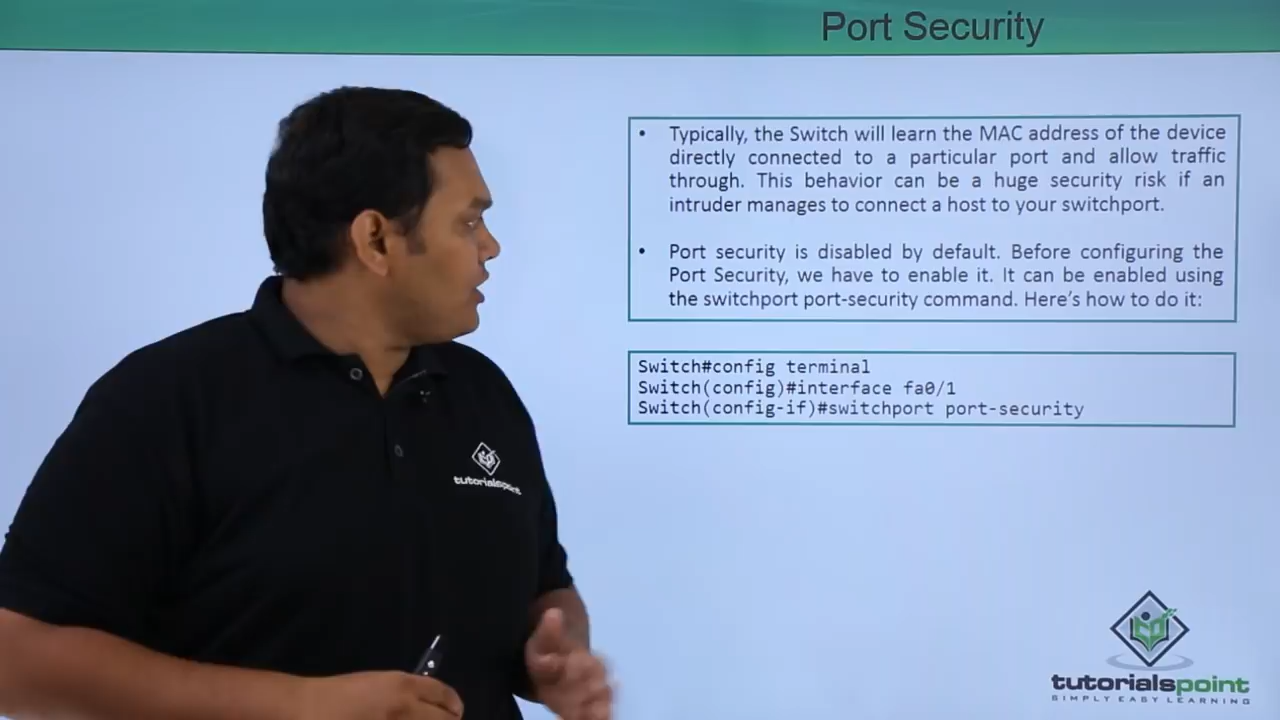 Port Security
• Typically, the Switch will learn the MAC address of the device
directly connected to a particular port and allow traffic
through. This behavior can be a huge security risk if an
intruder manages to connect a host to your switchport.
• Port security is disabled by default. Before configuring the
Port Security, we have to enable it. It can be enabled using
the switchport port-security command. Here's how to do it:
Switch#config terminal
Switch(config)#interface fa0/1
Switch(config-if)#switchport port-security
tutorialspoint
tutorialspoint
SIMPLY EASY LEARNING